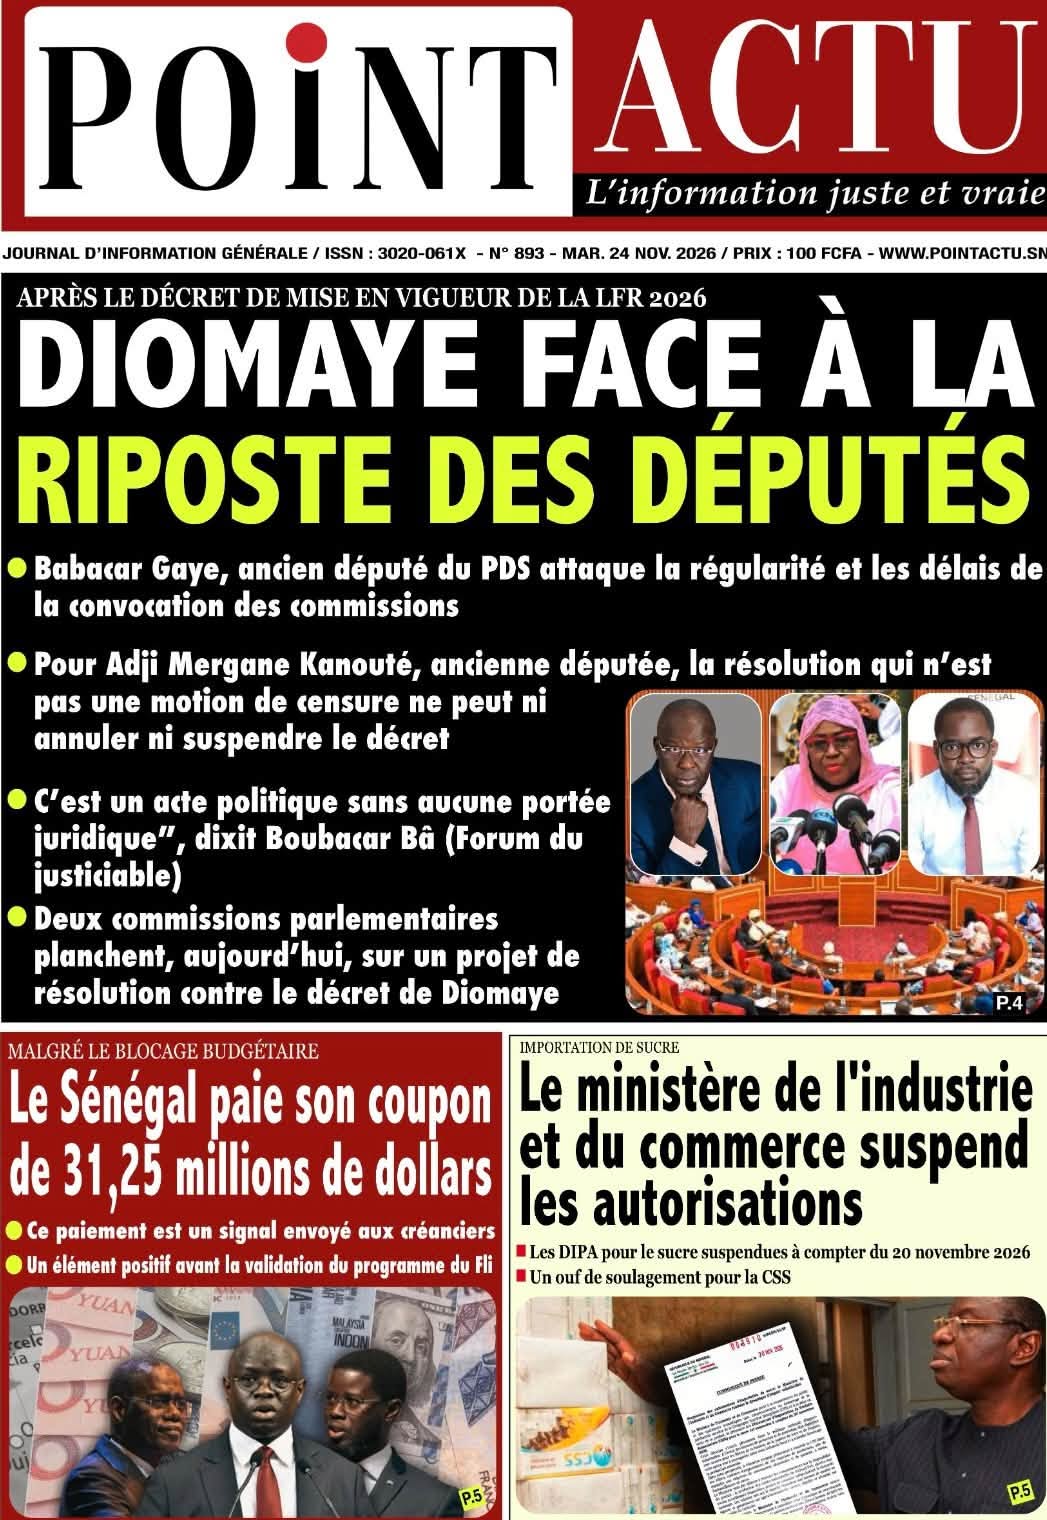 POiNT ACTU
L'information juste et vraie
JOURNAL D'INFORMATION GÉNÉRALE / ISSN : 3020-061X - N° 893 - MAR. 24 NOV. 2026 / PRIX : 100 FCFA - WWW.POINTACTU.SN
APRÈS LE DÉCRET DE MISE EN VIGUEUR DE LA LFR 2026
DIOMAYE FACE À LA
RIPOSTE DES DÉPUTÉS
Babacar Gaye, ancien député du PDS attaque la régularité et les délais de
la convocation des commissions
Pour Adji Mergane Kanouté, ancienne députée, la résolution qui n'est
pas une motion de censure ne peut ni
annuler ni suspendre le décret
C'est un acte politique sans aucune portée
juridique", dixit Boubacar Bâ (Forum du
justiciable)
Deux commissions parlementaires
planchent, aujourd'hui, sur un projet de
résolution contre le décret de Diomaye
P.4
MALGRÉ LE BLOCAGE BUDGÉTAIRE
Le Sénégal paie son coupon
de 31,25 millions de dollars
Ce paiement est un signal envoyé aux créanciers
Un élément positif avant la validation du programme du Fli
YUAN
YUAN
MALAYSIA
INDON
P.5
IMPORTATION DE SUCRE
Le ministère de l'industrie
et du commerce suspend
les autorisations
Les DIPA pour le sucre suspendues à compter du 20 novembre 2026
Un ouf de soulagement pour la CSS
COMMUNIQUE DE PRESSE
CSS
P.5